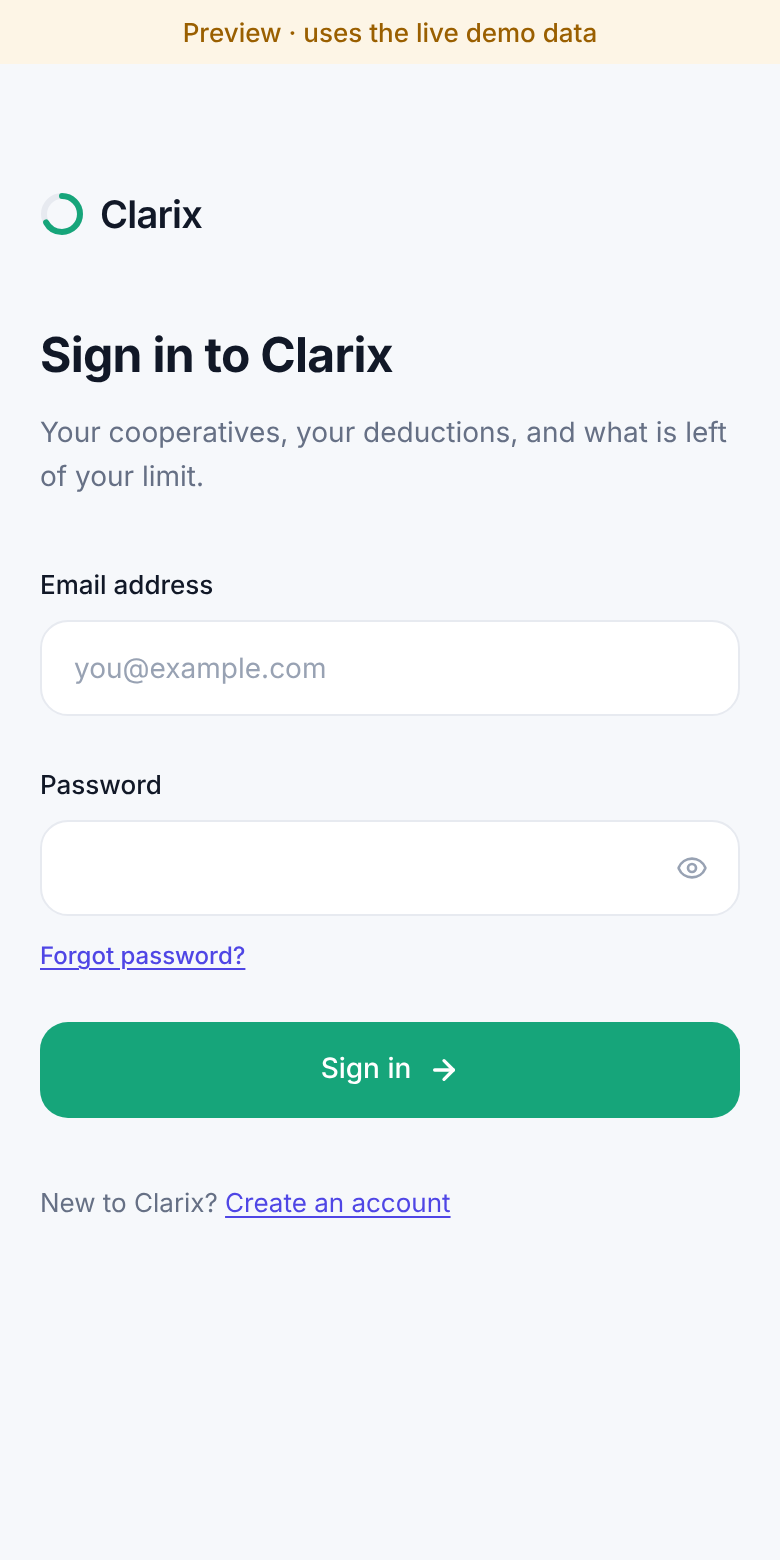 Preview · uses the live demo data
Clarix
Sign in to Clarix
Your cooperatives, your deductions, and what is left
of your limit.
Email address
you@example.com
Password
Forgot password?
Sign in →
New to Clarix? Create an account